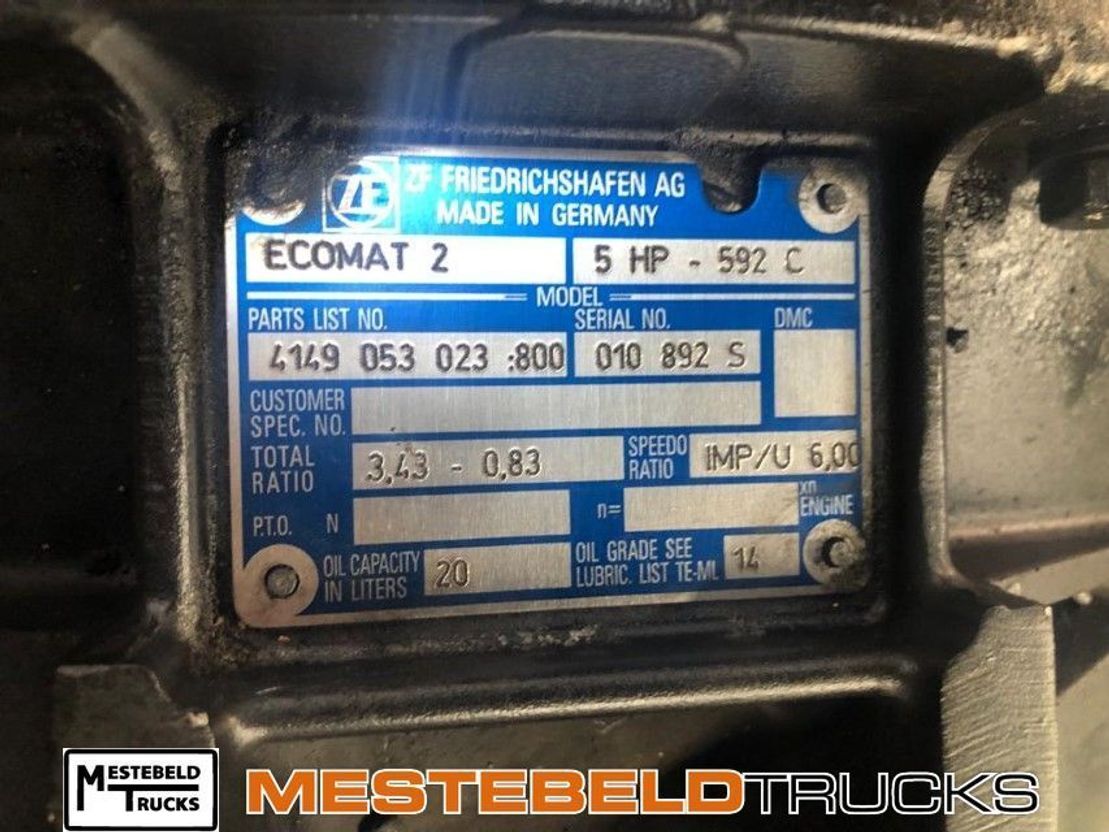 ZF
ZF FRIEDRICHSHAFEN AG
MADE IN GERMANY
ECOMAT 2 5 HP - 592 C
MODEL
PARTS LIST NO. SERIAL NO. DMC
4149 053 023 :800 010 892 S
CUSTOMER
SPEC. NO.
TOTAL
RATIO 3,43 - 0,83 SPEEDO
RATIO IMP/U 6,00
P.T.O. N n= xn
ENGINE
OIL CAPACITY
IN LITERS 20 OIL GRADE SEE
LUBRIC. LIST TE-ML 14
MESTEBELD
TRUCKS
MESTEBELDTRUCKS